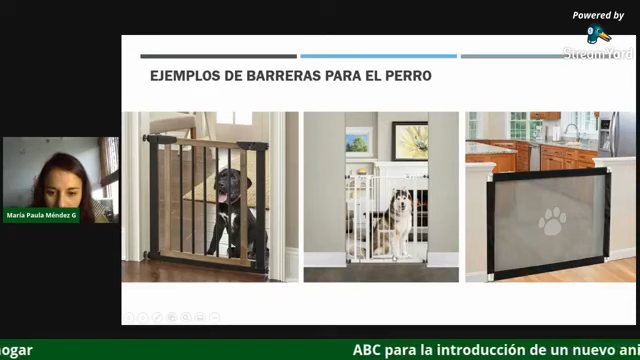 Powered by
StreamYard
EJEMPLOS DE BARRERAS PARA EL PERRO
María Paula Méndez G
hogar
ABC para la introducción de un nuevo ani